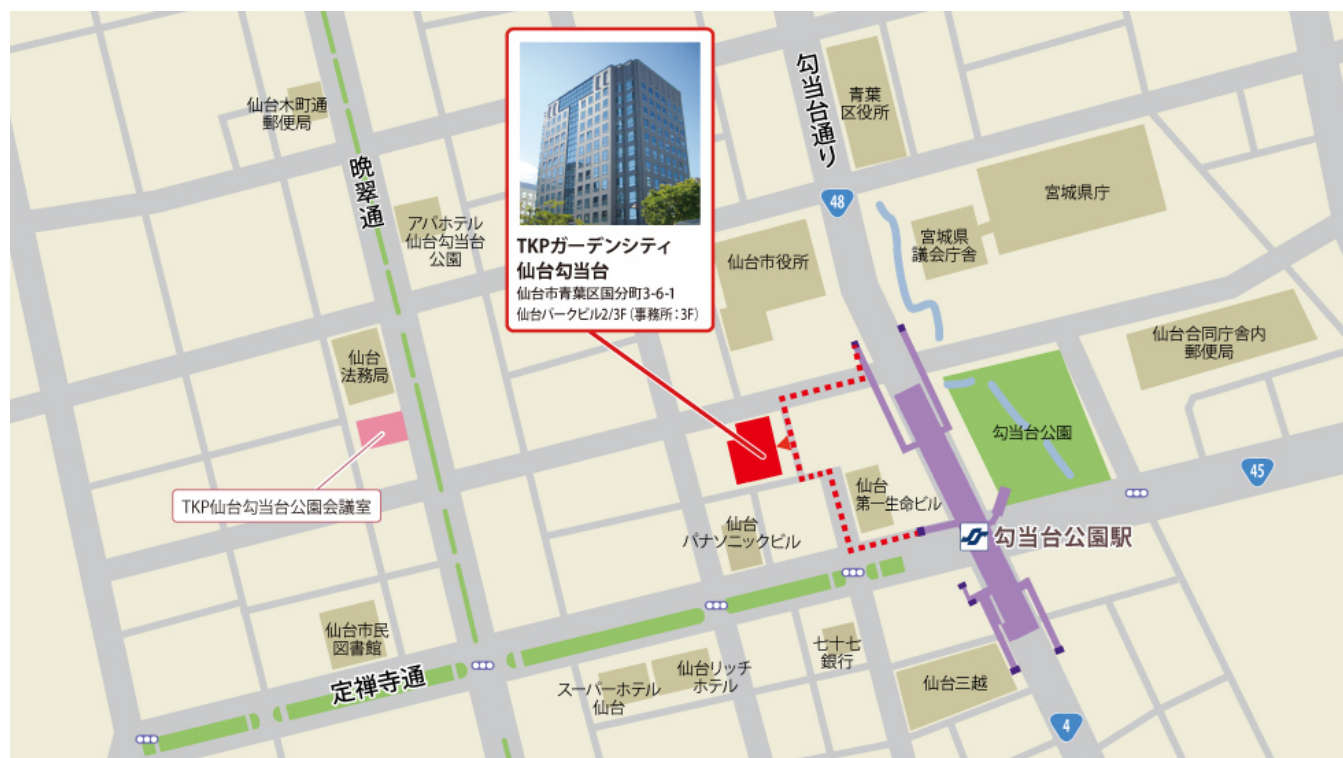 仙台木町通
郵便局
晩翠通
アパホテル
仙台勾当台
公園
仙台
法務局
TKP仙台勾当台公園会議室
仙台市民
図書館
定禅寺通
TKPガーデンシティ
仙台勾当台
仙台市青葉区国分町3-6-1
仙台パークビル2/3F（事務所：3F）
勾当台通り
青葉
区役所
48
宮城県庁
宮城県
議会庁舎
仙台市役所
仙台合同庁舎内
郵便局
勾当台公園
45
仙台
第一生命ビル
仙台
パナソニックビル
勾当台公園駅
七十七
銀行
仙台リッチ
ホテル
スーパーホテル
仙台
仙台三越
4